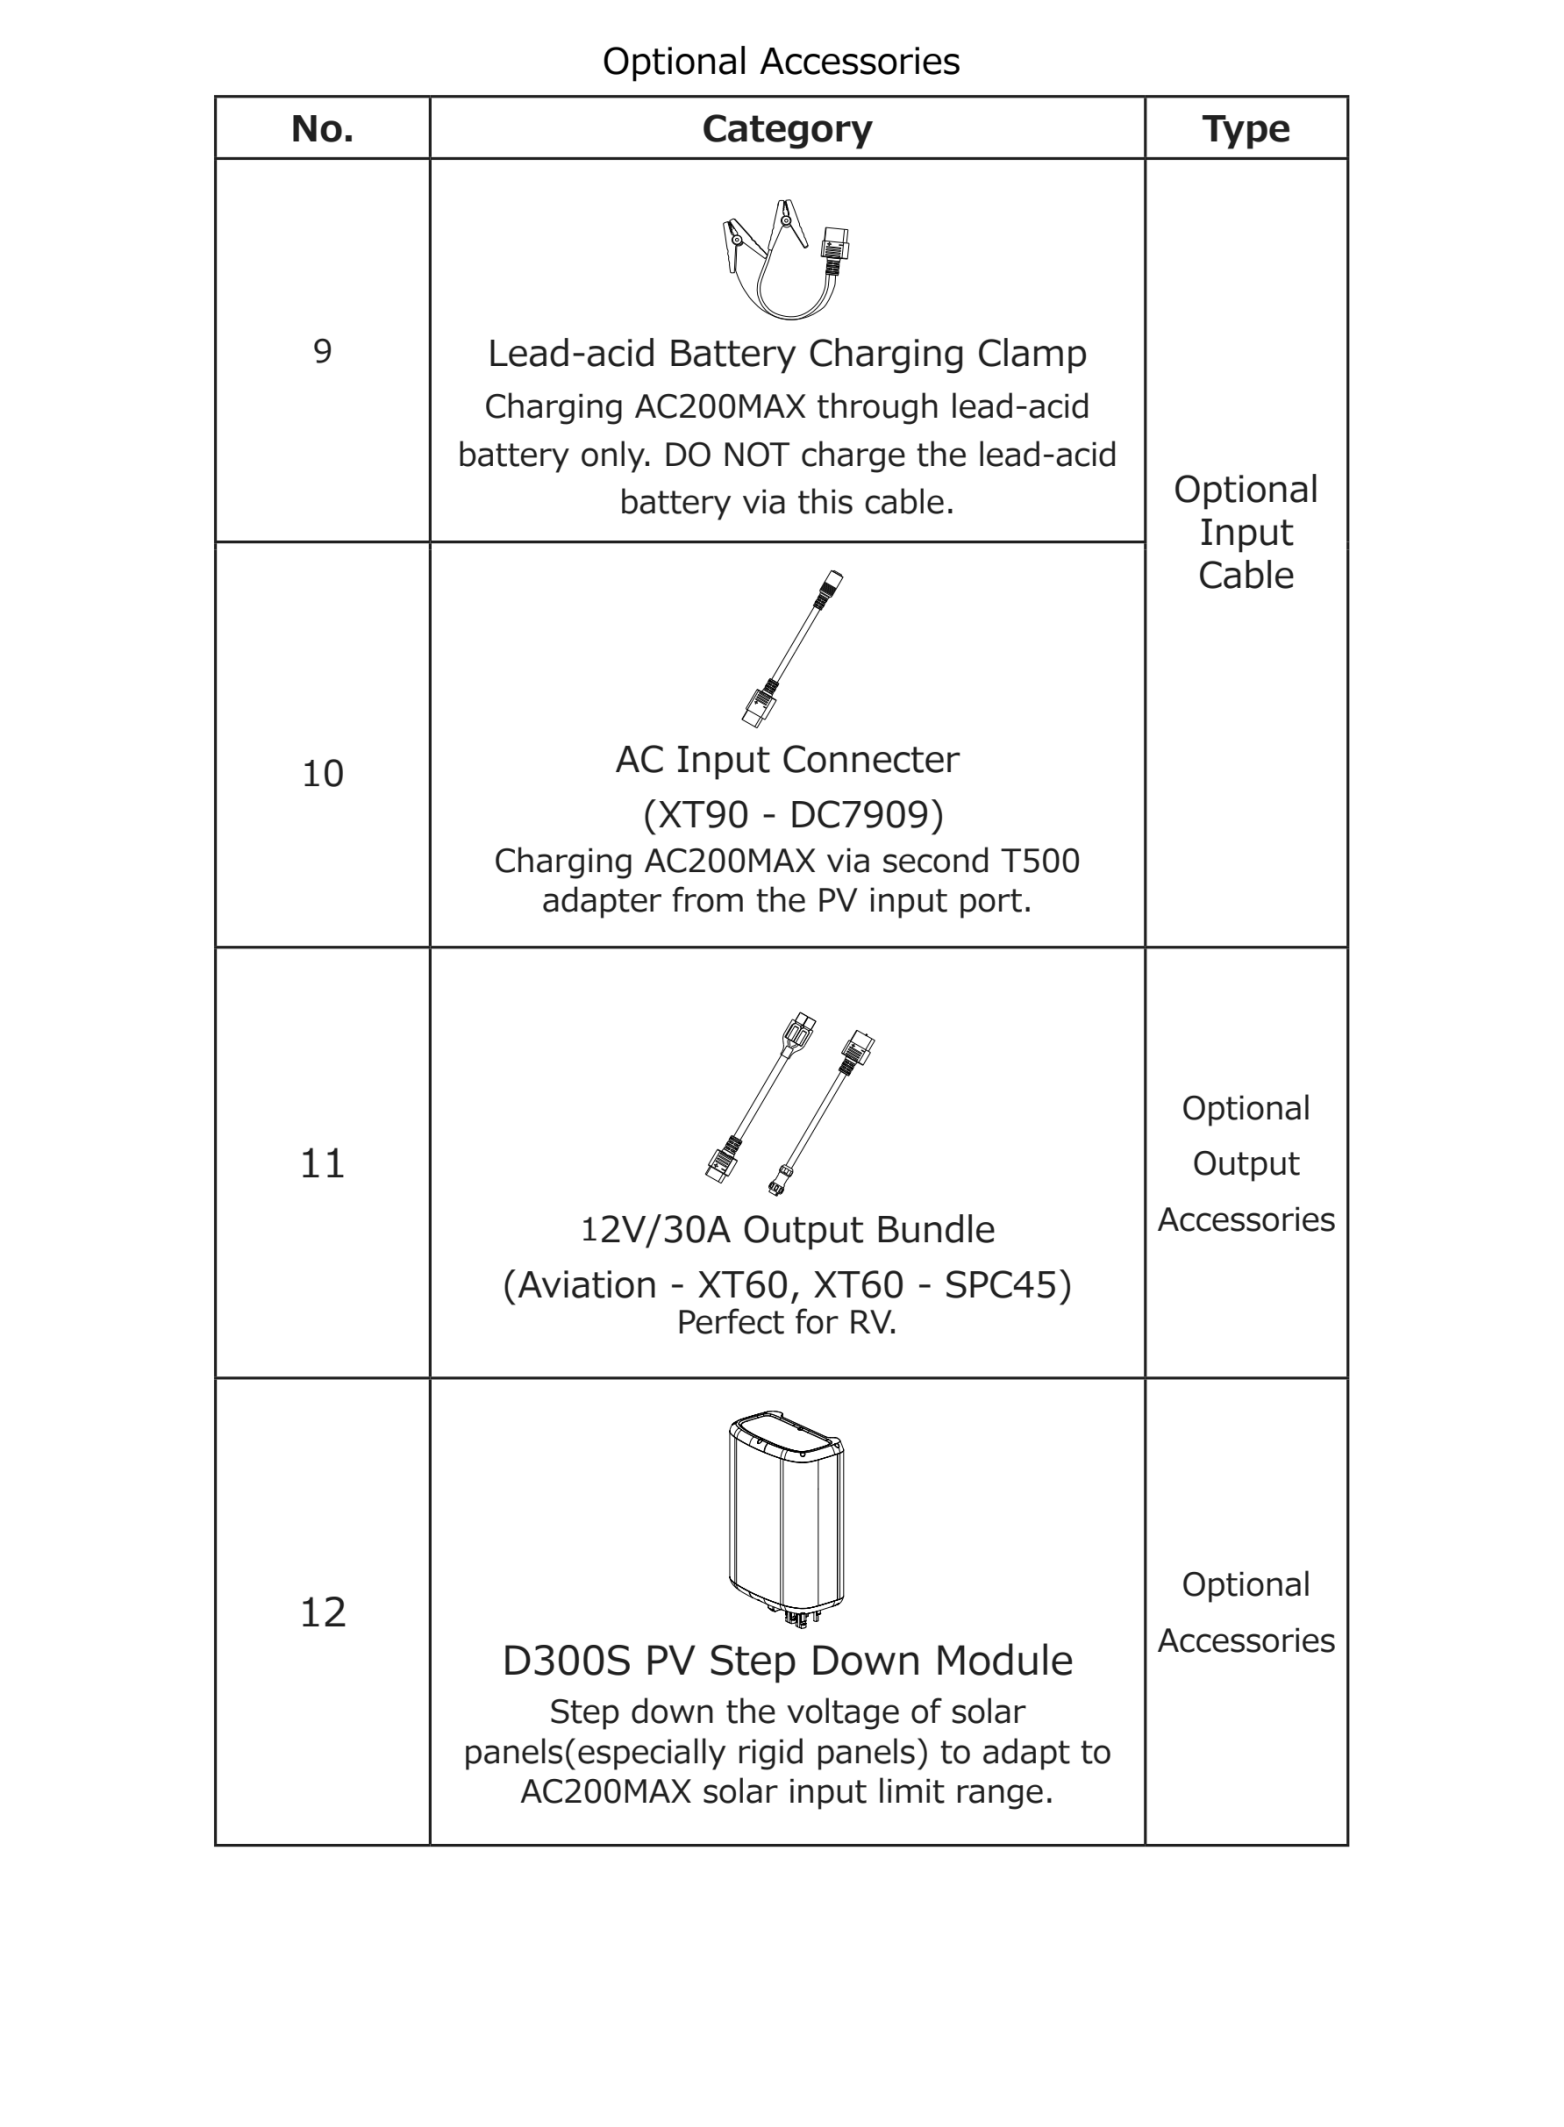 Optional Accessories
No.
Category
Type
9
Lead-acid Battery Charging Clamp
Charging AC200MAX through lead-acid
battery only. DO NOT charge the lead-acid
battery via this cable.
Optional
Input
Cable
10
AC Input Connecter
(XT90 - DC7909)
Charging AC200MAX via second T500
adapter from the PV input port.
11
12V/30A Output Bundle
(Aviation - XT60, XT60 - SPC45)
Perfect for RV.
Optional
Output
Accessories
12
D300S PV Step Down Module
Step down the voltage of solar
panels(especially rigid panels) to adapt to
AC200MAX solar input limit range.
Optional
Accessories